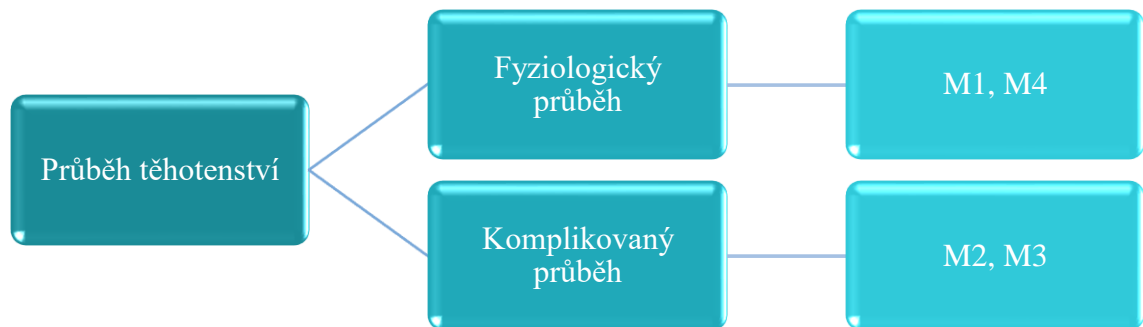 Průběh těhotenství
Fyziologický
průběh
M1, M4
Komplikovaný
průběh
M2, M3